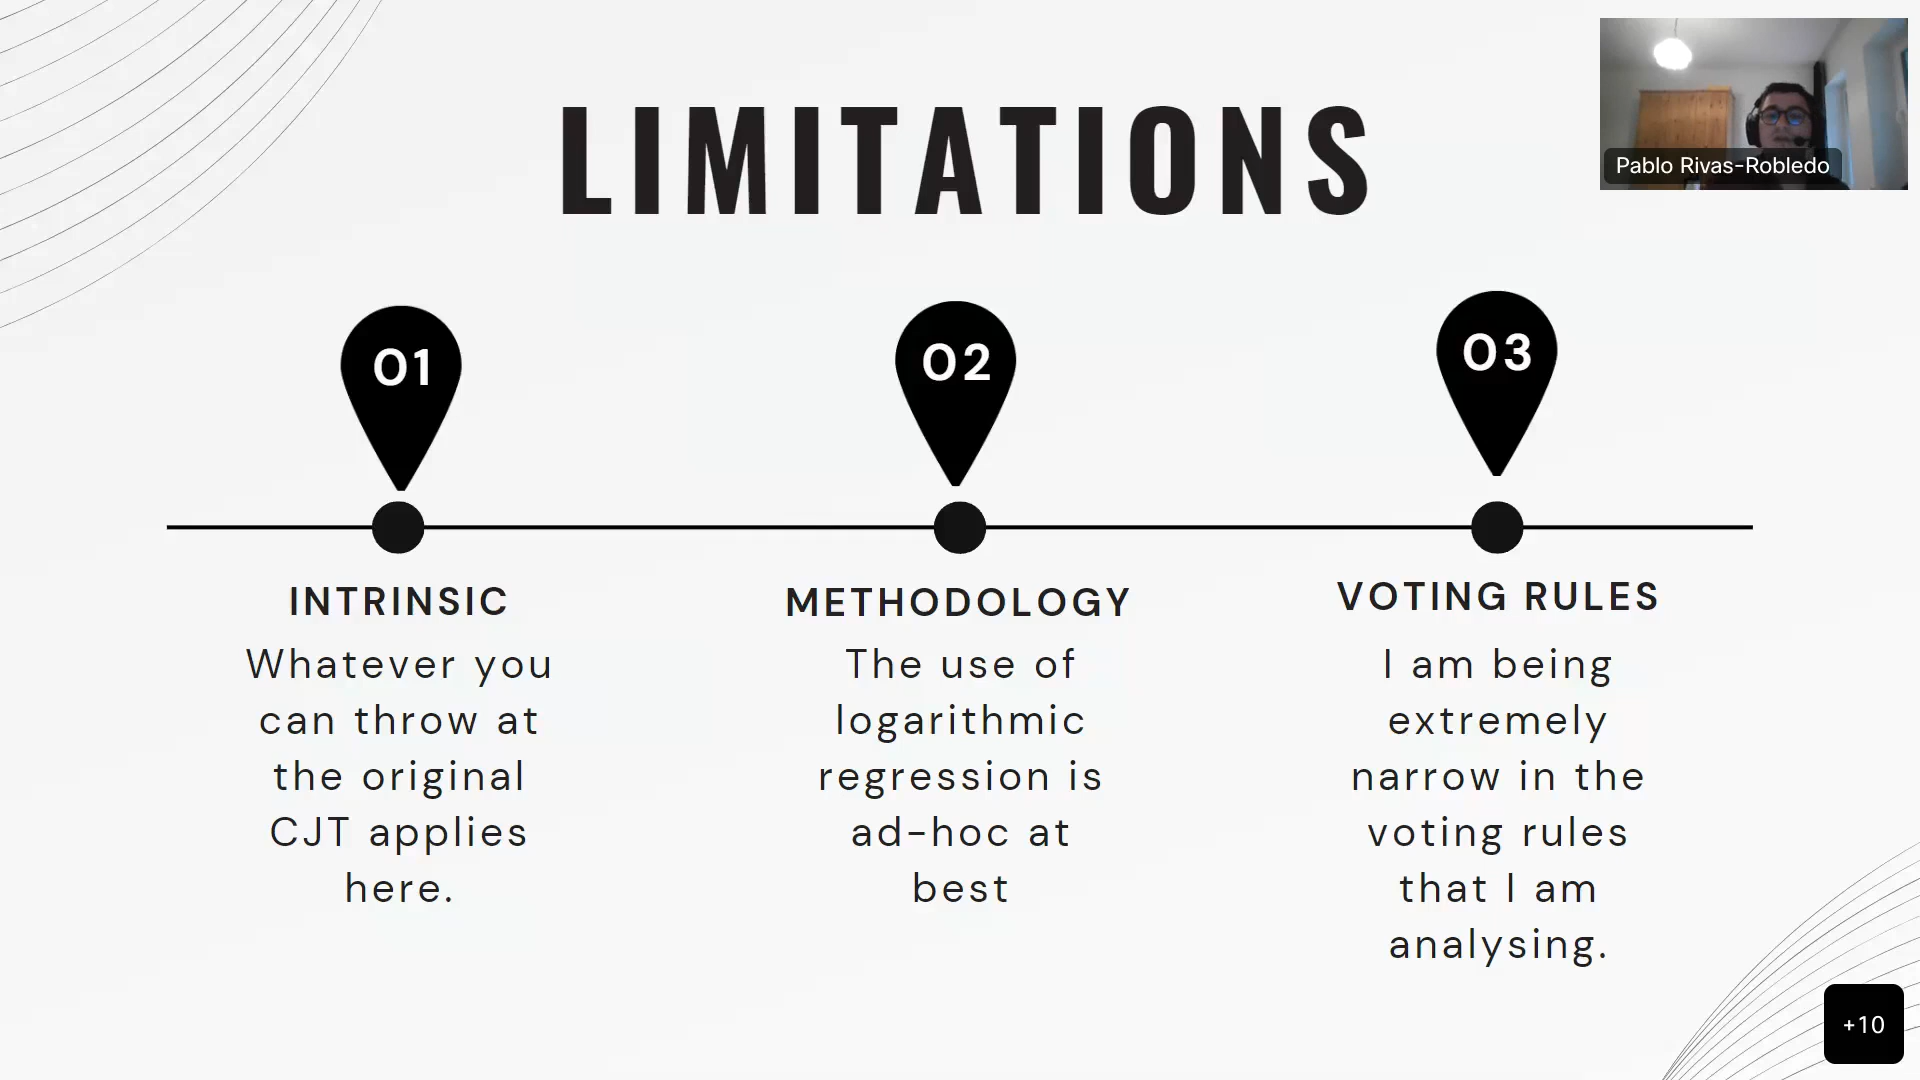 LIMITATIONS
Pablo Rivas-Robledo
01
02
03
INTRINSIC
Whatever you
can throw at
the original
CJT applies
here.
METHODOLOGY
The use of
logarithmic
regression is
ad-hoc at
best
VOTING RULES
I am being
extremely
narrow in the
voting rules
that I am
analysing.
+10